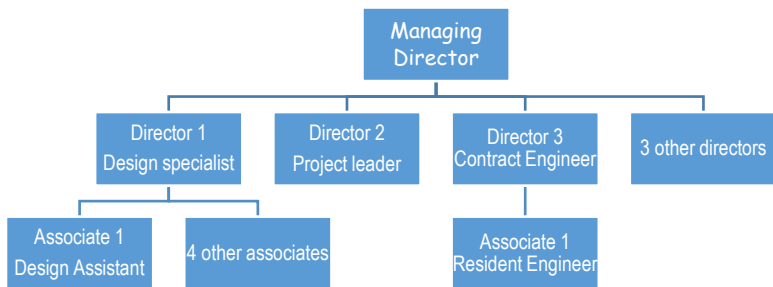 Managing
Director
Director 1
Design specialist
Director 2
Project leader
Director 3
Contract Engineer
3 other directors
Associate 1
Design Assistant
4 other associates
Associate 1
Resident Engineer